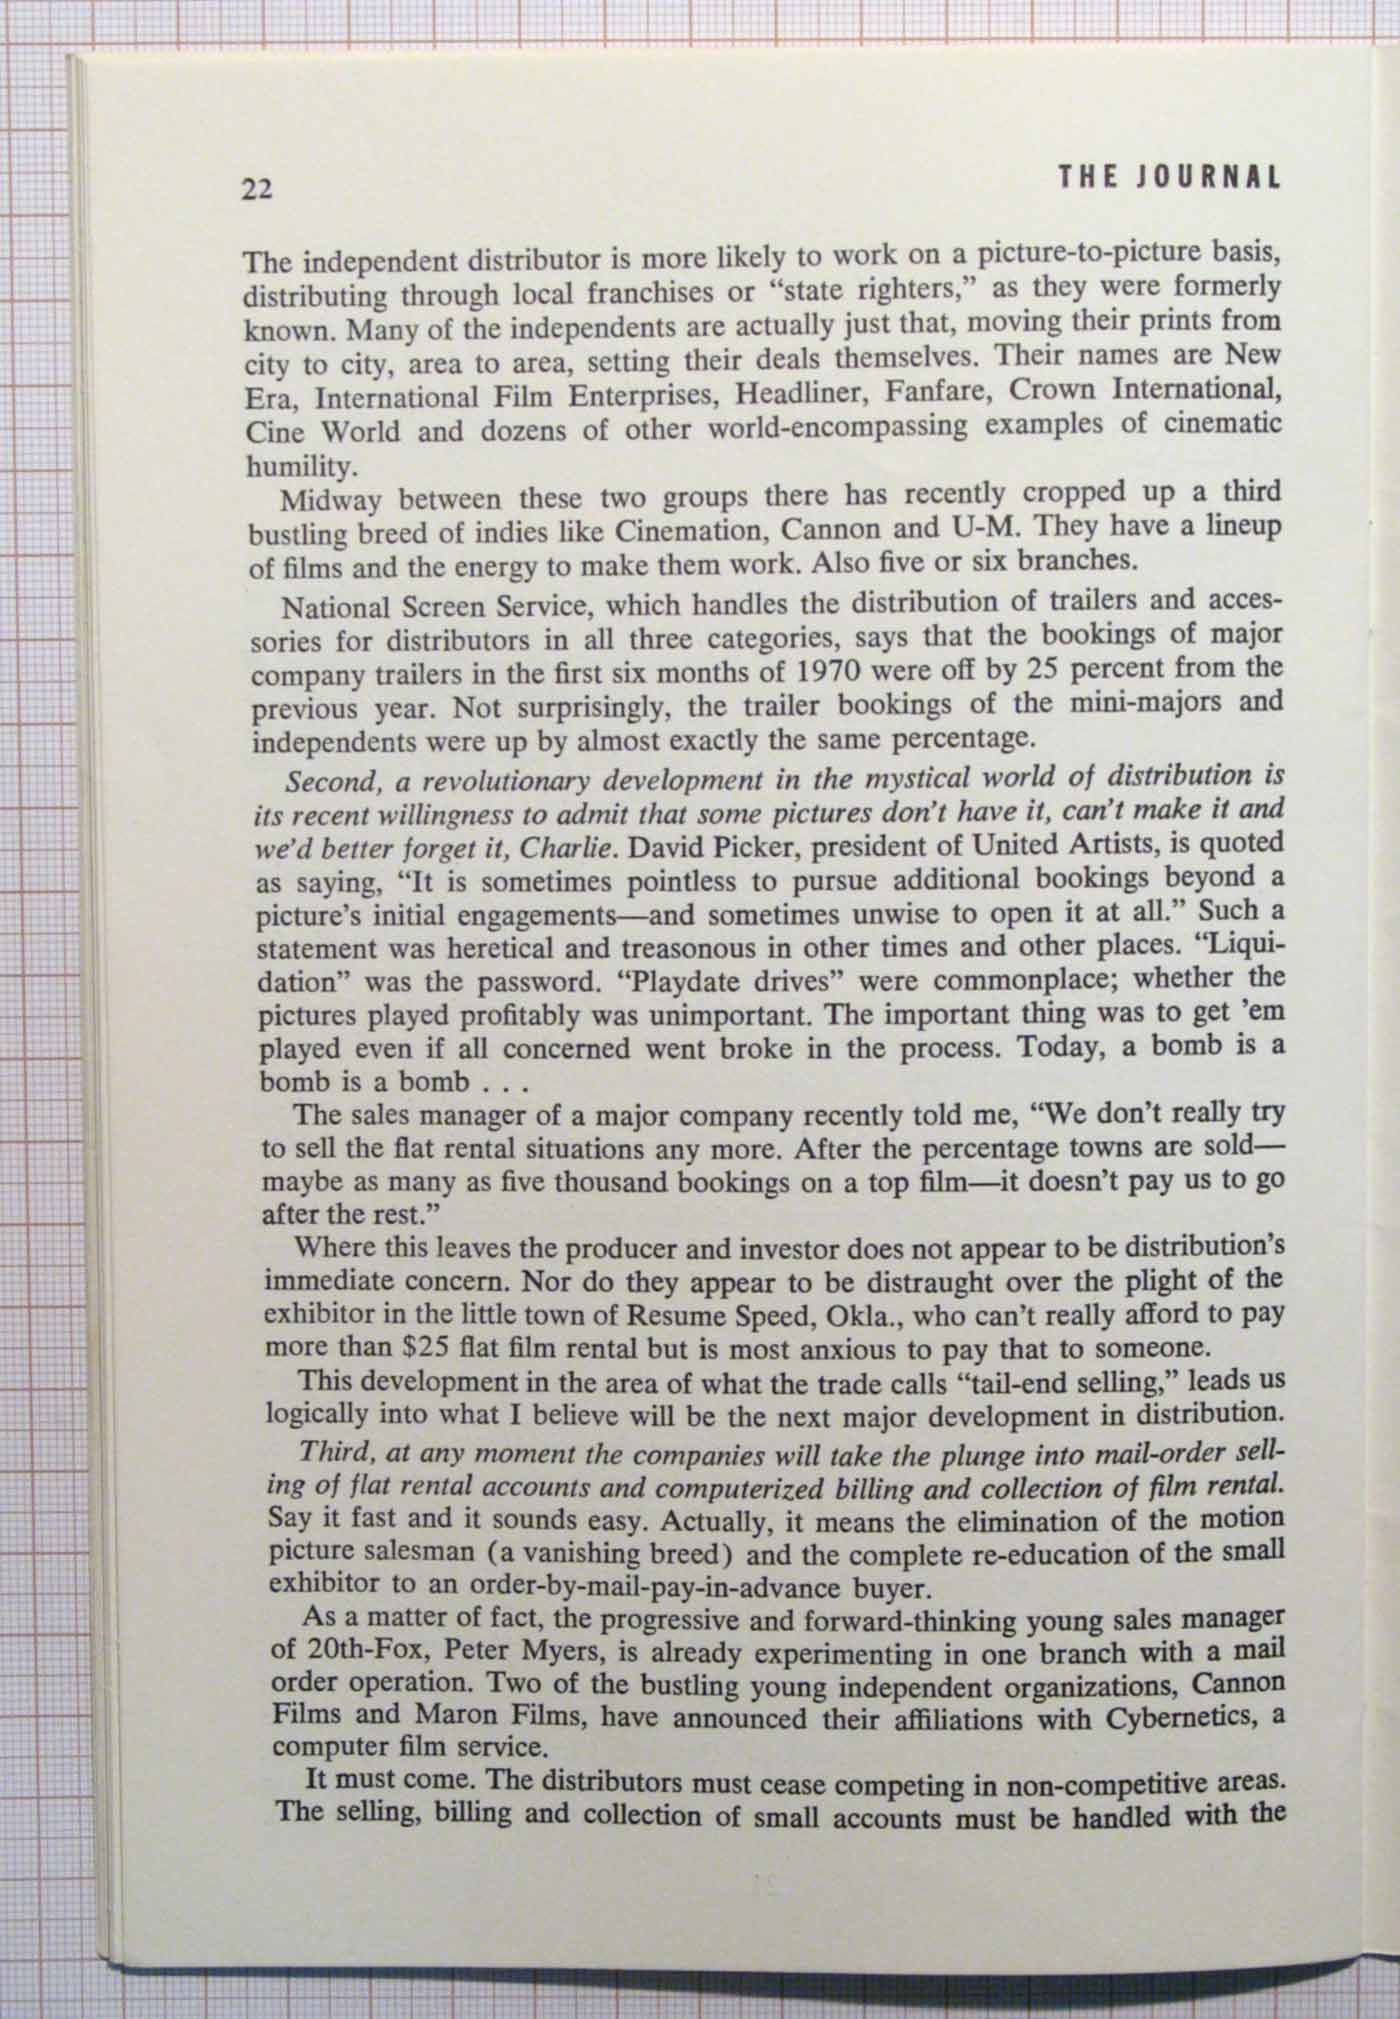 22
THE JOURNAL
The independent distributor is more likely to work on a picture-to-picture basis,
distributing through local franchises or “state righters,” as they were formerly
known. Many of the independents are actually just that, moving their prints from
city to city, area to area, setting their deals themselves. Their names are New
Era, International Film Enterprises, Headliner, Fanfare, Crown International,
Cine World and dozens of other world-encompassing examples of cinematic
humility.
Midway between these two groups there has recently cropped up a third
bustling breed of indies like Cinemation, Cannon and U-M. They have a lineup
of films and the energy to make them work. Also five or six branches.
National Screen Service, which handles the distribution of trailers and acces-
sories for distributors in all three categories, says that the bookings of major
company trailers in the first six months of 1970 were off by 25 percent from the
previous year. Not surprisingly, the trailer bookings of the mini-majors and
independents were up by almost exactly the same percentage.
Second, a revolutionary development in the mystical world of distribution is
its recent willingness to admit that some pictures don’t have it, can’t make it and
we’d better forget it, Charlie. David Picker, president of United Artists, is quoted
as saying, “It is sometimes pointless to pursue additional bookings beyond a
picture’s initial engagements—and sometimes unwise to open it at all.” Such a
statement was heretical and treasonous in other times and other places. “Liqui-
dation” was the password. “Playdate drives” were commonplace; whether the
pictures played profitably was unimportant. The important thing was to get ’em
played even if all concerned went broke in the process. Today, a bomb is a
bomb is a bomb . . .
The sales manager of a major company recently told me, “We don’t really try
to sell the flat rental situations any more. After the percentage towns are sold—
maybe as many as five thousand bookings on a top film—it doesn’t pay us to go
after the rest.”
Where this leaves the producer and investor does not appear to be distribution’s
immediate concern. Nor do they appear to be distraught over the plight of the
exhibitor in the little town of Resume Speed, Okla., who can’t really afford to pay
more than $25 flat film rental but is most anxious to pay that to someone.
This development in the area of what the trade calls “tail-end selling,” leads us
logically into what I believe will be the next major development in distribution.
Third, at any moment the companies will take the plunge into mail-order sell-
ing of flat rental accounts and computerized billing and collection of film rental.
Say it fast and it sounds easy. Actually, it means the elimination of the motion
picture salesman (a vanishing breed) and the complete re-education of the small
exhibitor to an order-by-mail-pay-in-advance buyer.
As a matter of fact, the progressive and forward-thinking young sales manager
of 20th-Fox, Peter Myers, is already experimenting in one branch with a mail
order operation. Two of the bustling young independent organizations, Cannon
Films and Maron Films, have announced their affiliations with Cybernetics, a
computer film service.
It must come. The distributors must cease competing in non-competitive areas.
The selling, billing and collection of small accounts must be handled with the